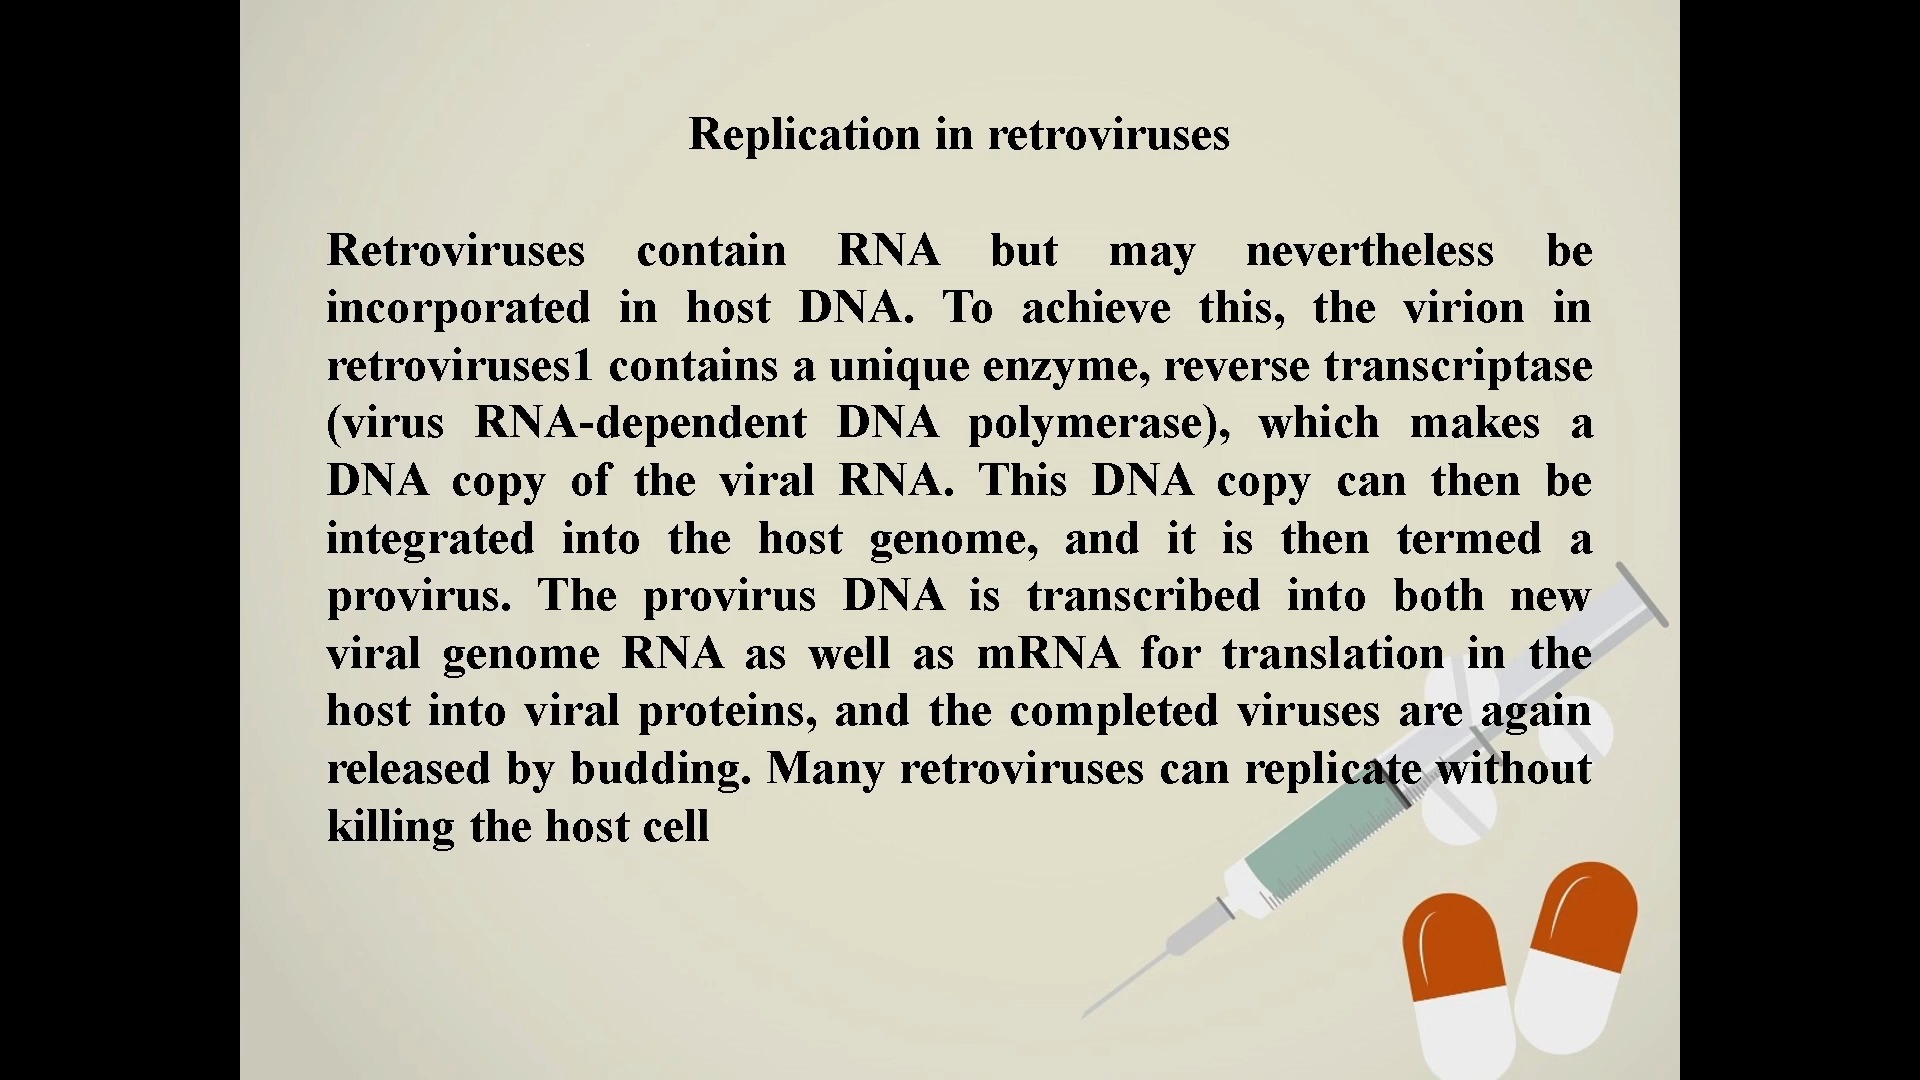 Replication in retroviruses
Retroviruses contain RNA but may nevertheless be
incorporated in host DNA. To achieve this, the virion in
retroviruses1 contains a unique enzyme, reverse transcriptase
(virus RNA-dependent DNA polymerase), which makes a
DNA copy of the viral RNA. This DNA copy can then be
integrated into the host genome, and it is then termed a
provirus. The provirus DNA is transcribed into both new
viral genome RNA as well as mRNA for translation in the
host into viral proteins, and the completed viruses are again
released by budding. Many retroviruses can replicate without
killing the host cell